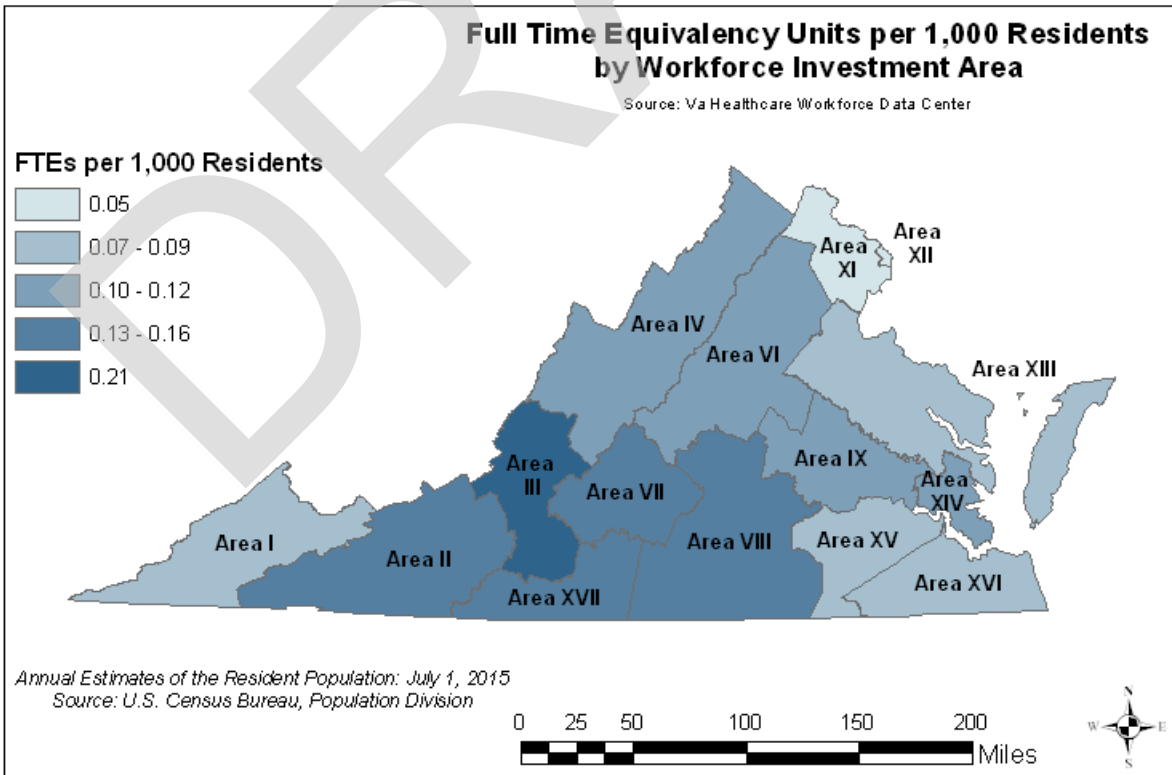 Full Time Equivalency Units per 1,000 Residents
by Workforce Investment Area
Source: Va Healthcare Workforce Data Center
FTEs per 1,000 Residents
0.05
0.07 - 0.09
0.10 - 0.12
0.13 - 0.16
0.21
Area
XI
Area
XII
Area IV
Area VI
Area XIII
Area
III
Area VII
Area IX
Area
XIV
Area I
Area II
Area VIII
Area XV
Area XVII
Area XVI
Annual Estimates of the Resident Population: July 1, 2015
Source: U.S. Census Bureau, Population Division
0 25 50 100 150 200
Miles
N
W E
S
DRA